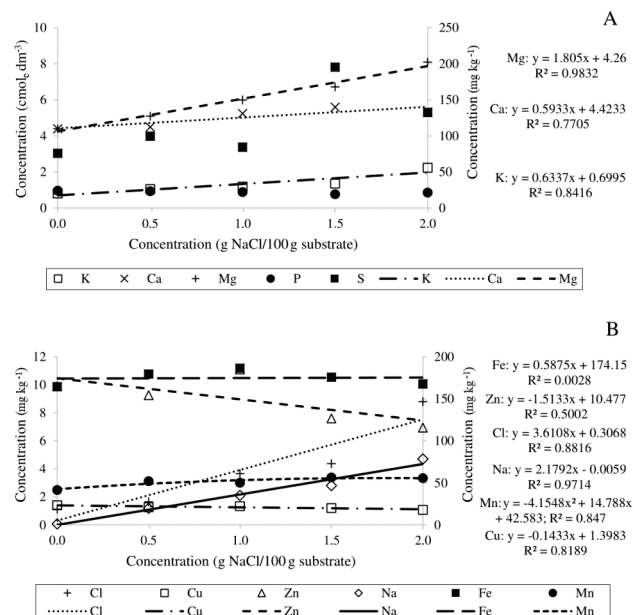 A
10
8
6
4
2
0
Concentration (cmolc dm-3)
250
200
150
100
50
0
Concentration (mg kg-1)
0.0 0.5 1.0 1.5 2.0
Concentration (g NaCl/100 g substrate)
Mg: y = 1.805x + 4.26
R² = 0.9832
Ca: y = 0.5933x + 4.4233
R² = 0.7705
K: y = 0.6337x + 0.6995
R² = 0.8416
K Ca Mg P S K Ca Mg
B
12
10
8
6
4
2
0
Concentration (mg kg-1)
200
150
100
50
0
Concentration (mg kg-1)
0.0 0.5 1.0 1.5 2.0
Concentration (g NaCl/100 g substrate)
Fe: y = 0.5875x + 174.15
R² = 0.0028
Zn: y = -1.5133x + 10.477
R² = 0.5002
Cl: y = 3.6108x + 0.3068
R² = 0.8816
Na: y = 2.1792x - 0.0059
R² = 0.9714
Mn: y = -4.1548x² + 14.788x
+ 42.583; R² = 0.847
Cu: y = -0.1433x + 1.3983
R² = 0.8189
Cl Cu Zn Na Fe Mn
Cl Cu Zn Na Fe Mn